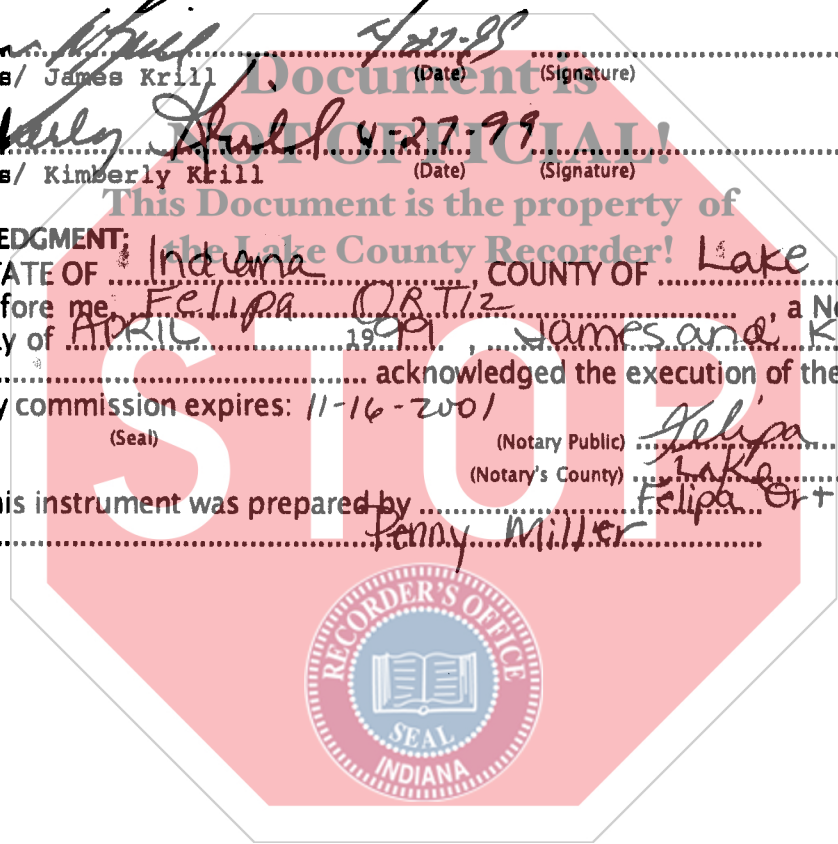 4/27-99
s/ James Krill (Date) (Signature)
Krill 4-27-99
s/ Kimberly Krill (Date) (Signature)
EDGMENT:
ATE OF Indiana, COUNTY OF Lake
fore me, Felipa ORTIZ, a No
y of APRIL 1999, James and K
acknowledged the execution of the
y commission expires: 11-16-2001
(Seal) (Notary Public) Felipa
(Notary's County) Lake
is instrument was prepared by Felipa Ort
Penny Miller
Document is
NOT OFFICIAL!
This Document is the property of
the Lake County Recorder!
STOP
RECORDER'S OFFICE
SEAL
INDIANA